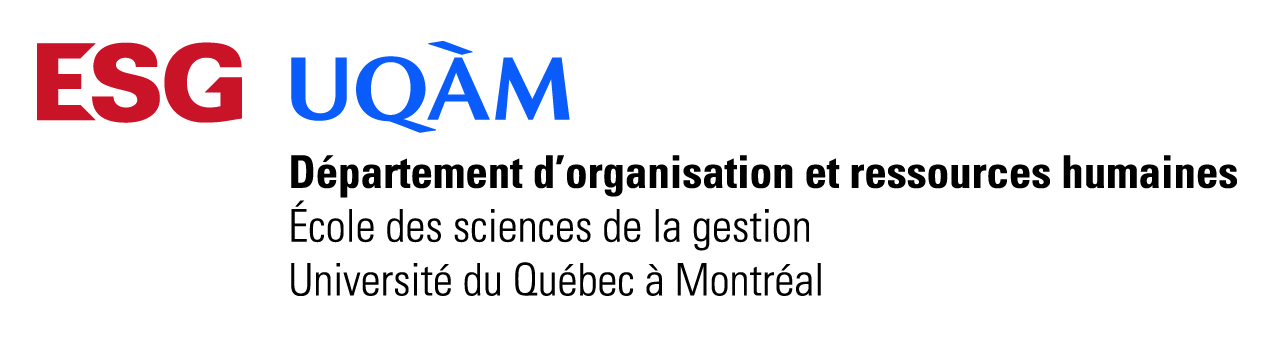 ESG UQÀM
Département d’organisation et ressources humaines
École des sciences de la gestion
Université du Québec à Montréal